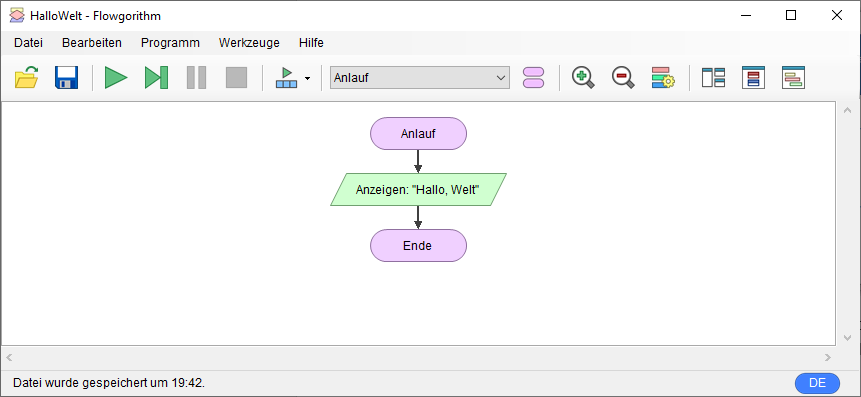 HalloWelt - Flowgorithm
Datei Bearbeiten Programm Werkzeuge Hilfe
Anlauf
Anlauf
Anzeigen: "Hallo, Welt"
Ende
Datei wurde gespeichert um 19:42.
DE